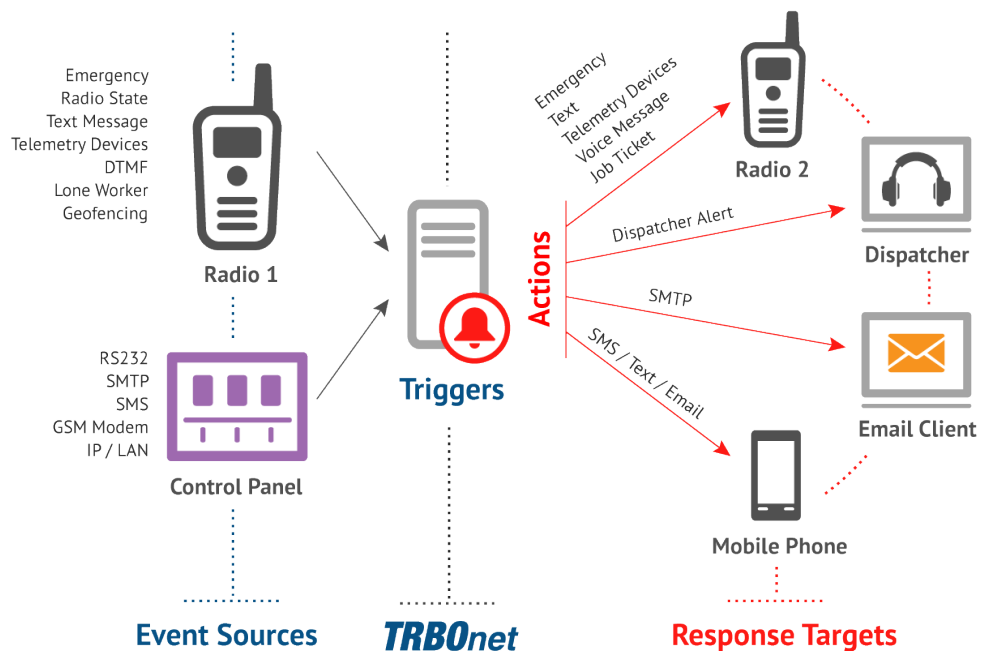 Emergency
Radio State
Text Message
Telemetry Devices
DTMF
Lone Worker
Geofencing
Radio 1
RS232
SMTP
SMS
GSM Modem
IP / LAN
Control Panel
Event Sources
Triggers
TRBOnet
Actions
Emergency
Text
Telemetry Devices
Voice Message
Job Ticket
Dispatcher Alert
SMTP
SMS / Text / Email
Radio 2
Dispatcher
Email Client
Mobile Phone
Response Targets